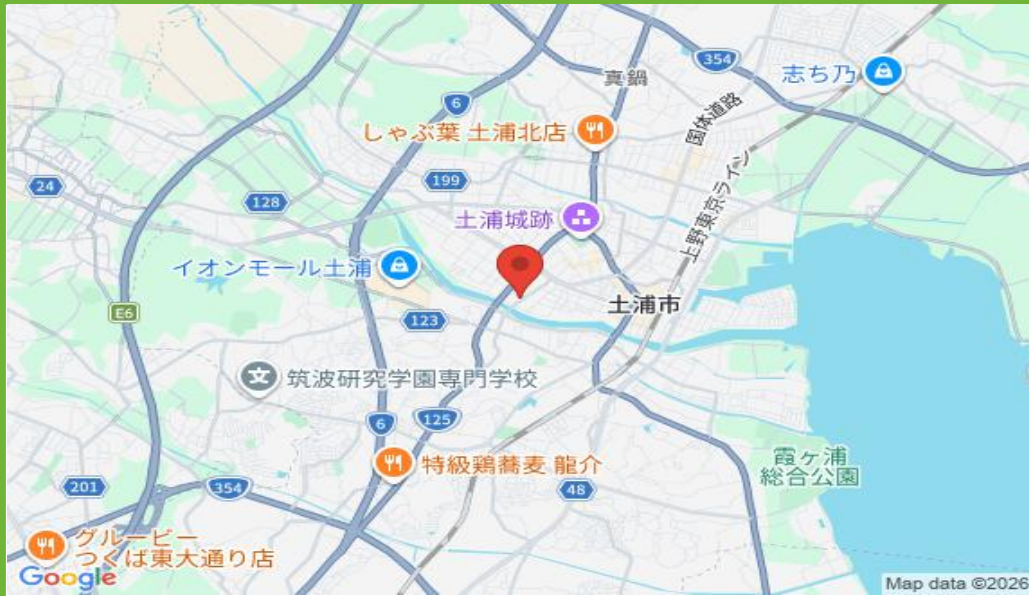 354
志ち乃
真鍋
6
国体道路
しゃぶ葉 土浦北店
199
24
128
上野東京ライン
土浦城跡
イオンモール土浦
土浦市
E6
123
筑波研究学園専門学校
125
6
特級鶏蕎麦 龍介
霞ヶ浦
総合公園
201
354
48
グルービー
つくば東大通り店
Google
Map data ©2026